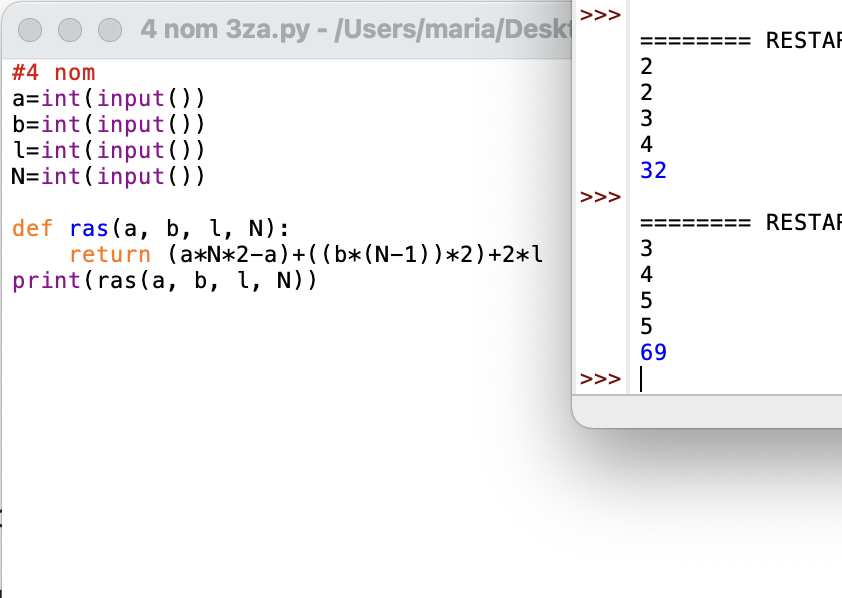 4 nom 3za.py - /Users/maria/Deskt
#4 nom
a=int(input())
b=int(input())
l=int(input())
N=int(input())
def ras(a, b, l, N):
return (a*N*2-a)+((b*(N-1))*2)+2*l
print(ras(a, b, l, N))
>>>
======== RESTAR
2
2
3
4
32
>>>
======== RESTAR
3
4
5
5
69
>>>